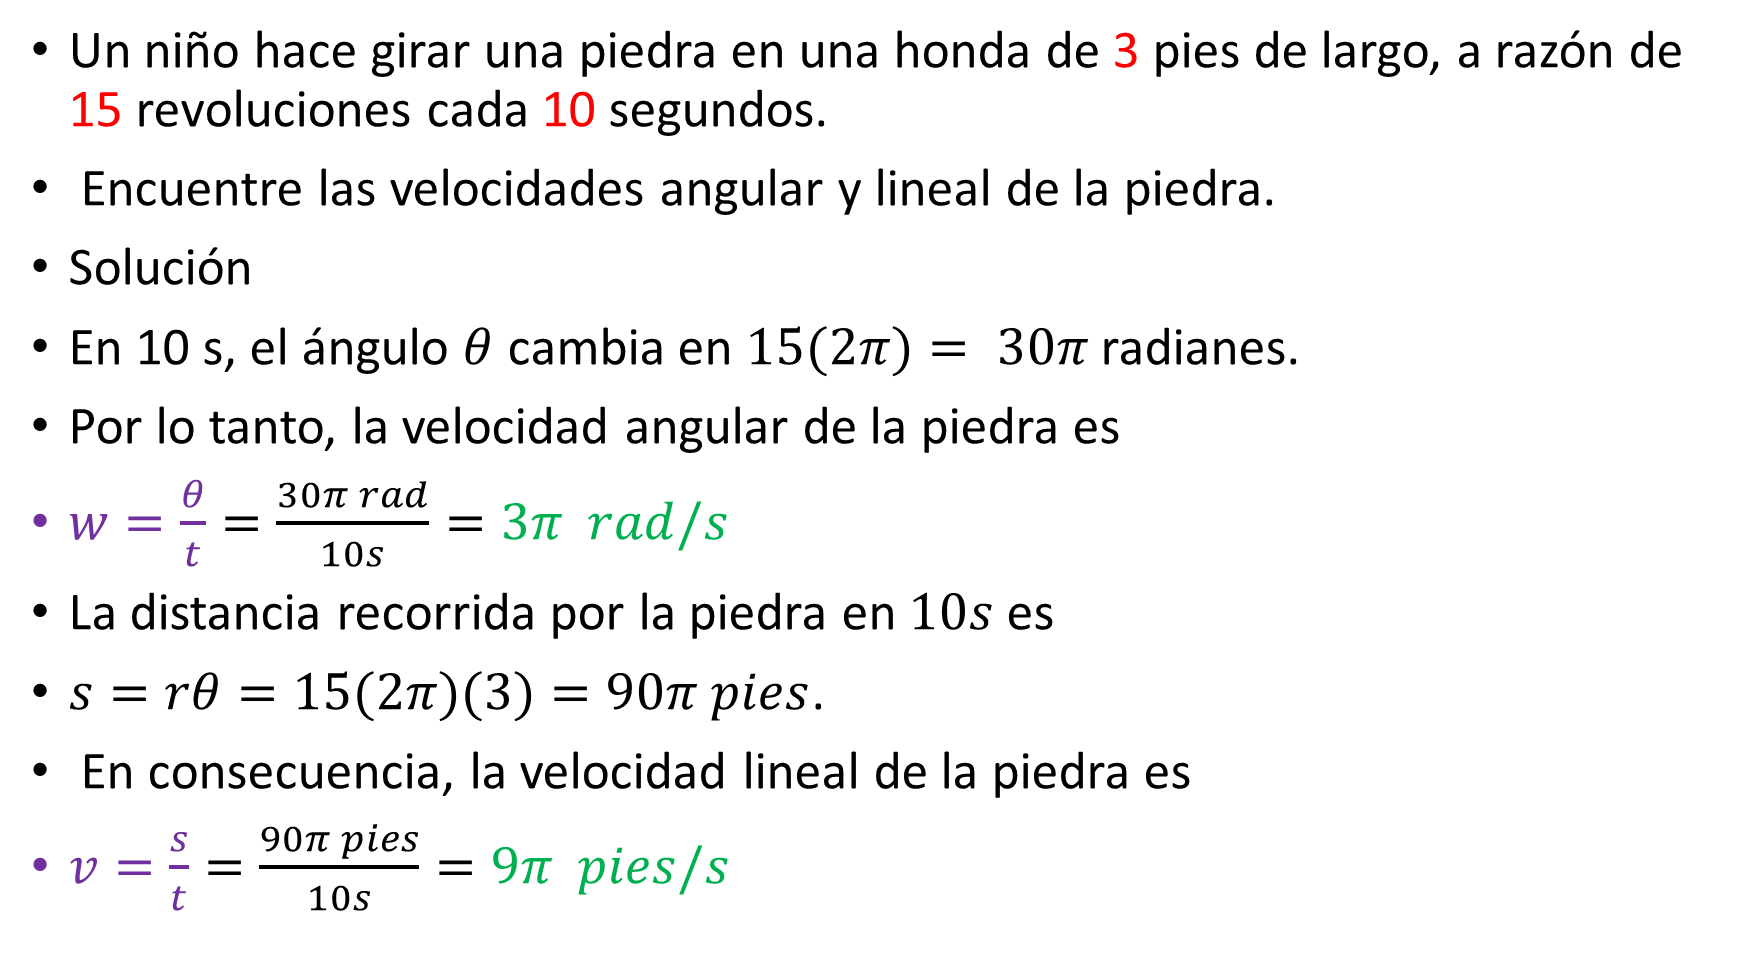 • Un niño hace girar una piedra en una honda de 3 pies de largo, a razón de
15 revoluciones cada 10 segundos.
• Encuentre las velocidades angular y lineal de la piedra.
• Solución
• En 10 s, el ángulo θ cambia en 15(2π) = 30π radianes.
• Por lo tanto, la velocidad angular de la piedra es
• w = θ/t = 30π rad/10s = 3π rad/s
• La distancia recorrida por la piedra en 10s es
• s = rθ = 15(2π)(3) = 90π pies.
• En consecuencia, la velocidad lineal de la piedra es
• v = s/t = 90π pies/10s = 9π pies/s